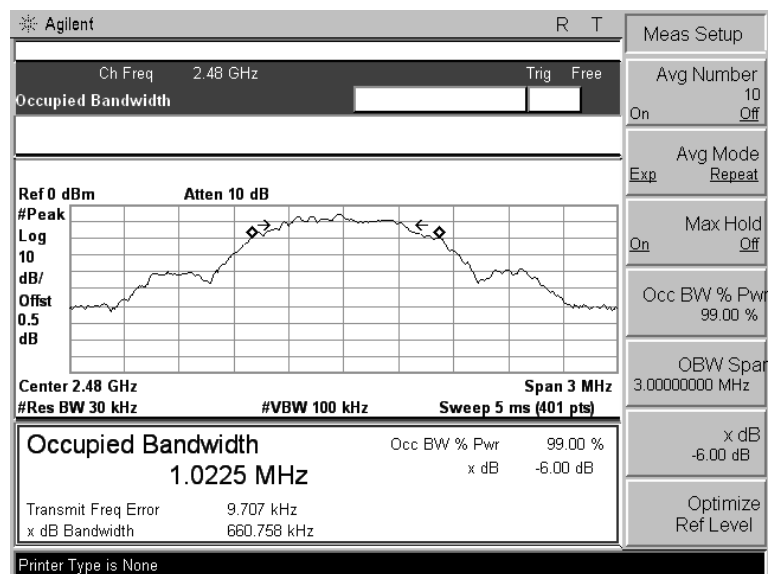 Agilent
R T
Meas Setup
Ch Freq 2.48 GHz Trig Free
Occupied Bandwidth
Avg Number
10
On Off
Avg Mode
Exp Repeat
Ref 0 dBm Atten 10 dB
#Peak
Log
10
dB/
Offst
0.5
dB
Max Hold
On Off
Occ BW % Pwr
99.00 %
Center 2.48 GHz Span 3 MHz
#Res BW 30 kHz #VBW 100 kHz Sweep 5 ms (401 pts)
OBW Span
3.00000000 MHz
Occupied Bandwidth Occ BW % Pwr 99.00 %
1.0225 MHz x dB -6.00 dB
x dB
-6.00 dB
Transmit Freq Error 9.707 kHz
x dB Bandwidth 660.758 kHz
Optimize
Ref Level
Printer Type is None